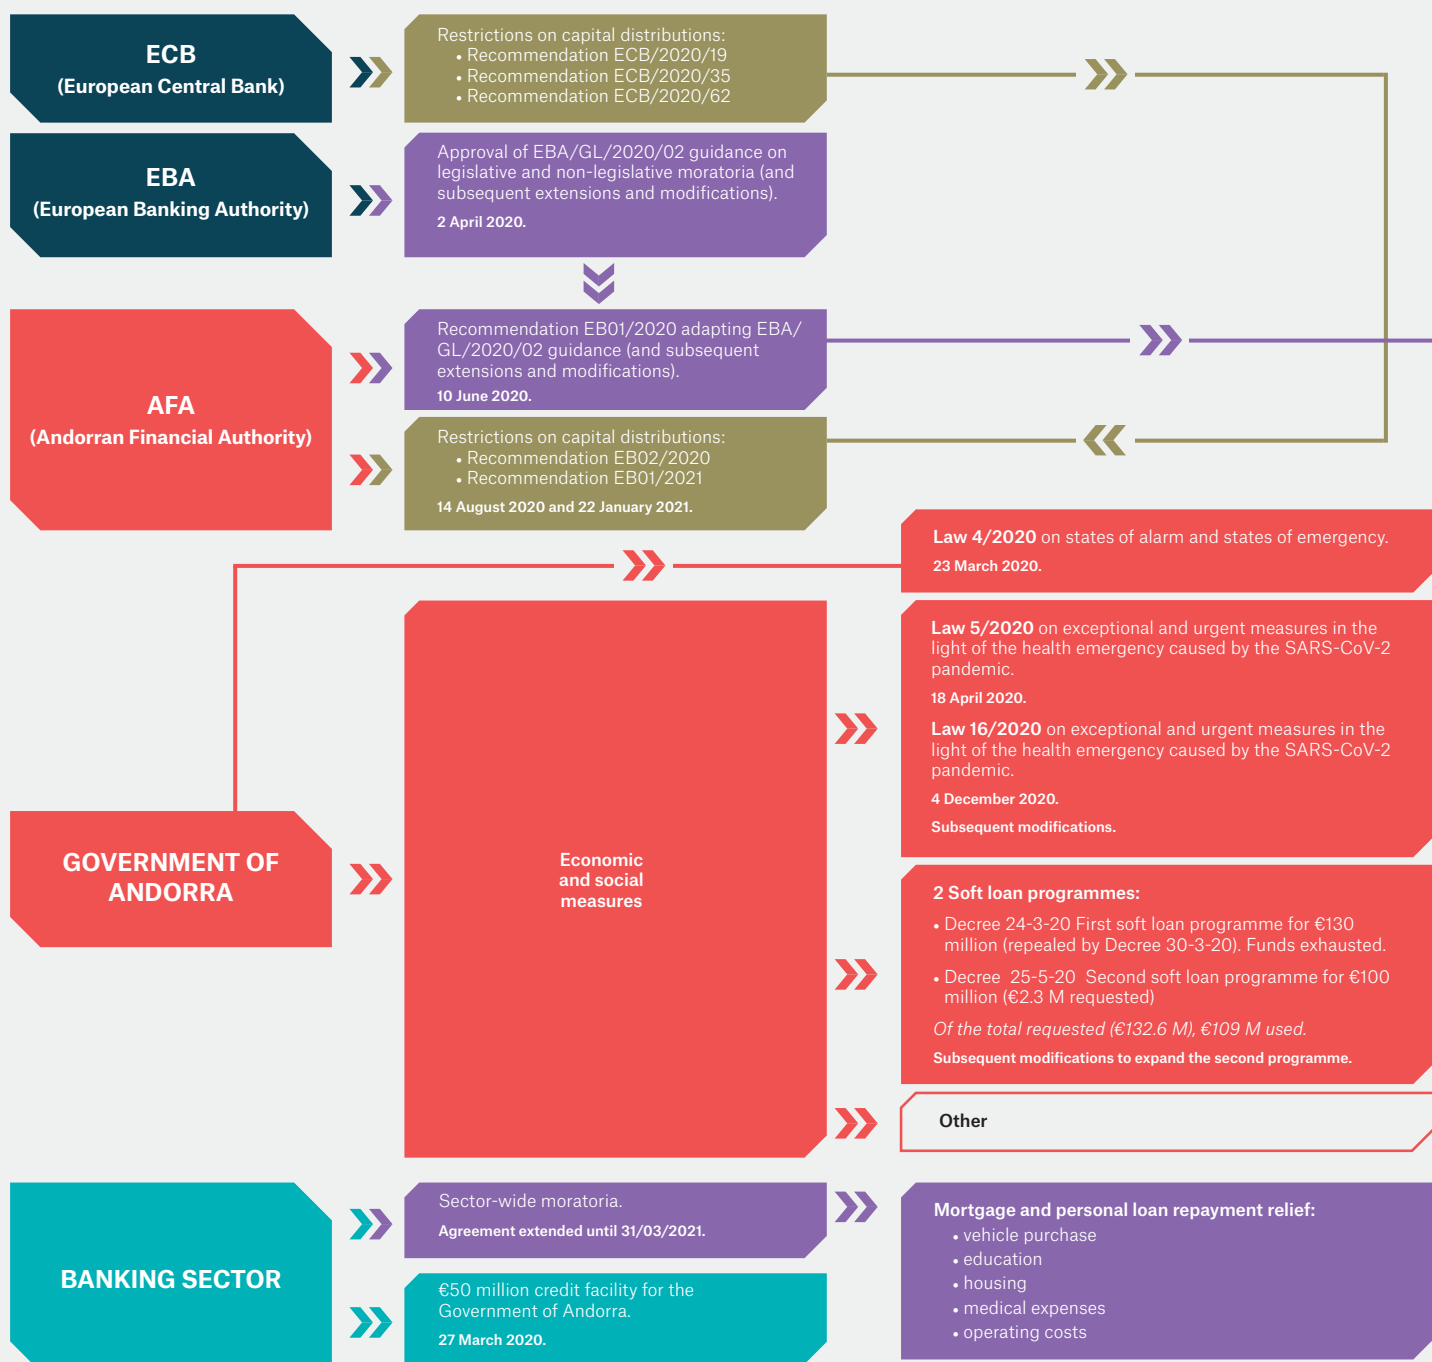 ECB
(European Central Bank)
Restrictions on capital distributions:
• Recommendation ECB/2020/19
• Recommendation ECB/2020/35
• Recommendation ECB/2020/62
EBA
(European Banking Authority)
Approval of EBA/GL/2020/02 guidance on
legislative and non-legislative moratoria (and
subsequent extensions and modifications).
2 April 2020.
AFA
(Andorran Financial Authority)
Recommendation EB01/2020 adapting EBA/
GL/2020/02 guidance (and subsequent
extensions and modifications).
10 June 2020.
Restrictions on capital distributions:
• Recommendation EB02/2020
• Recommendation EB01/2021
14 August 2020 and 22 January 2021.
Law 4/2020 on states of alarm and states of emergency.
23 March 2020.
GOVERNMENT OF
ANDORRA
Economic
and social
measures
Law 5/2020 on exceptional and urgent measures in the
light of the health emergency caused by the SARS-CoV-2
pandemic.
18 April 2020.
Law 16/2020 on exceptional and urgent measures in the
light of the health emergency caused by the SARS-CoV-2
pandemic.
4 December 2020.
Subsequent modifications.
2 Soft loan programmes:
• Decree 24-3-20 First soft loan programme for €130
million (repealed by Decree 30-3-20). Funds exhausted.
• Decree 25-5-20 Second soft loan programme for €100
million (€2.3 M requested)
Of the total requested (€132.6 M), €109 M used.
Subsequent modifications to expand the second programme.
Other
BANKING SECTOR
Sector-wide moratoria.
Agreement extended until 31/03/2021.
€50 million credit facility for the
Government of Andorra.
27 March 2020.
Mortgage and personal loan repayment relief:
• vehicle purchase
• education
• housing
• medical expenses
• operating costs